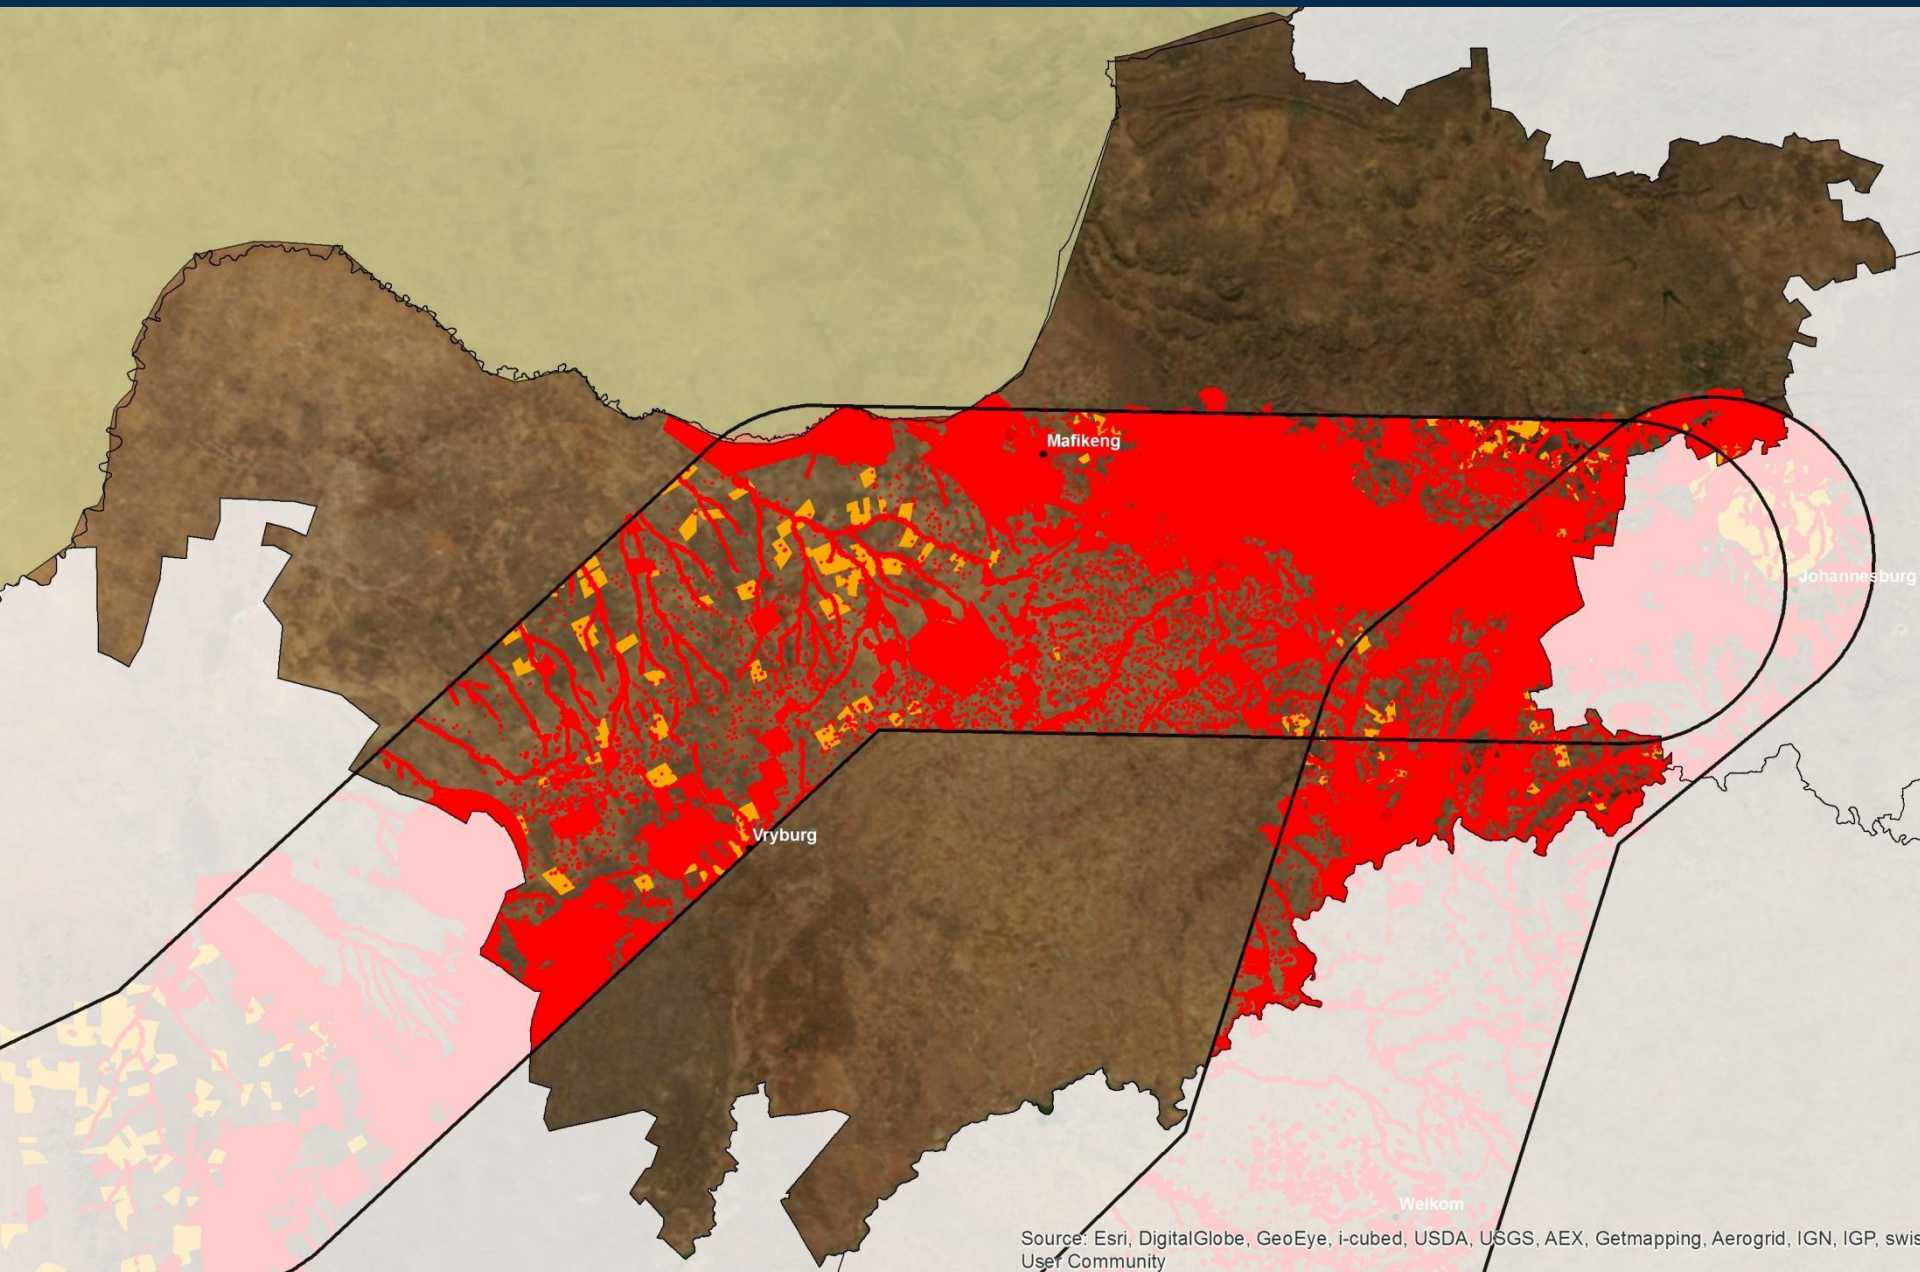 Mafikeng
Johannesburg
Vryburg
Welkom
Source: Esri, DigitalGlobe, GeoEye, i-cubed, USDA, USGS, AEX, Getmapping, Aerogrid, IGN, IGP, swis
User Community